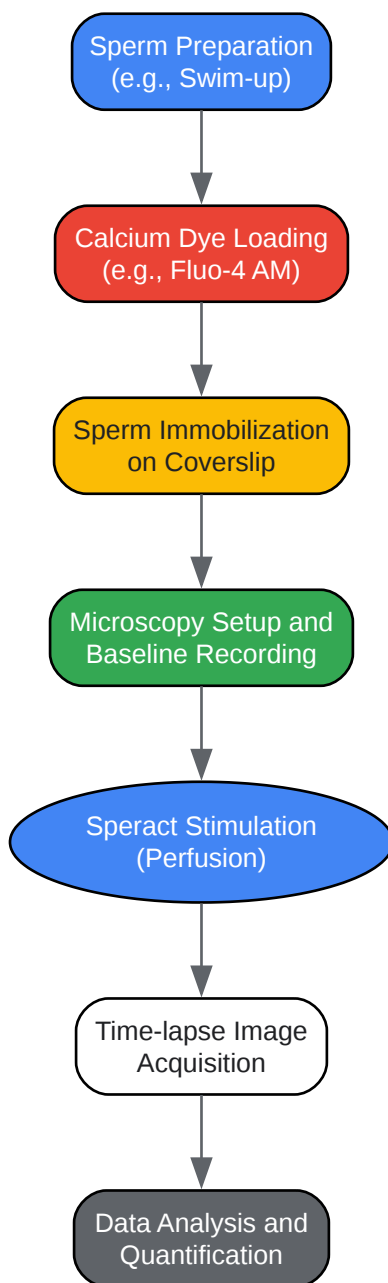 Sperm Preparation
(e.g., Swim-up)
Calcium Dye Loading
(e.g., Fluo-4 AM)
Sperm Immobilization
on Coverslip
Microscopy Setup and
Baseline Recording
Speract Stimulation
(Perfusion)
Time-lapse Image
Acquisition
Data Analysis and
Quantification